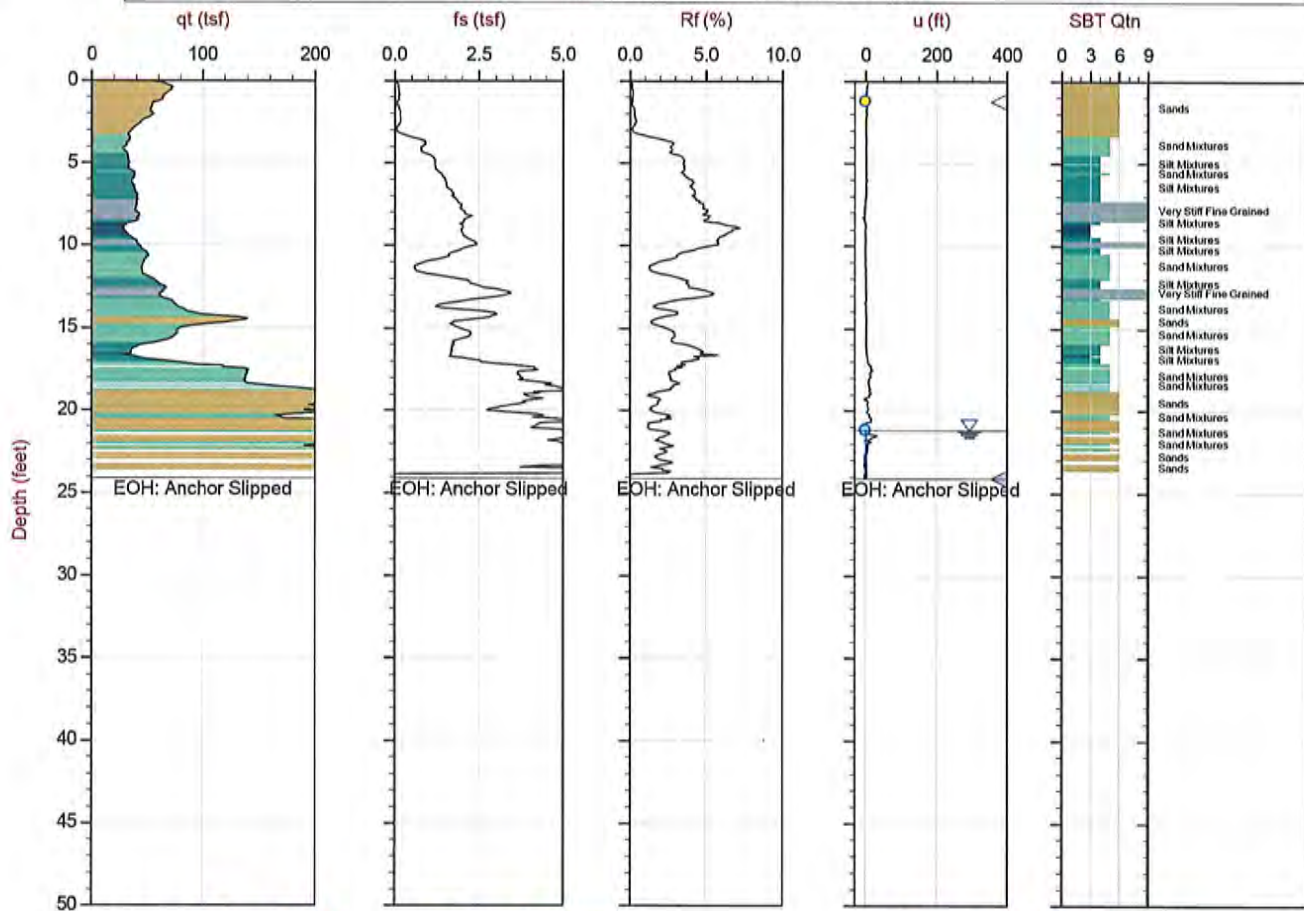 qt (tsf) fs (tsf) Rf (%) u (ft) SBT Qtn
0 100 200 0.0 2.5 5.0 0.0 5.0 10.0 0 200 400 0 3 6 9
0
Sands
Sand Mixtures
5
Silt Mixtures
Sand Mixtures
Silt Mixtures
Very Stiff Fine Grained
Silt Mixtures
10
Silt Mixtures
Silt Mixtures
Sand Mixtures
Silt Mixtures
Very Stiff Fine Grained
Sand Mixtures
15
Sands
Sand Mixtures
Silt Mixtures
Silt Mixtures
Sand Mixtures
Sand Mixtures
20
Sands
Sand Mixtures
Sand Mixtures
Sand Mixtures
Sands
Sands
25
EOH: Anchor Slipped EOH: Anchor Slipped EOH: Anchor Slipped EOH: Anchor Slipped
Depth (feet)
30
35
40
45
50